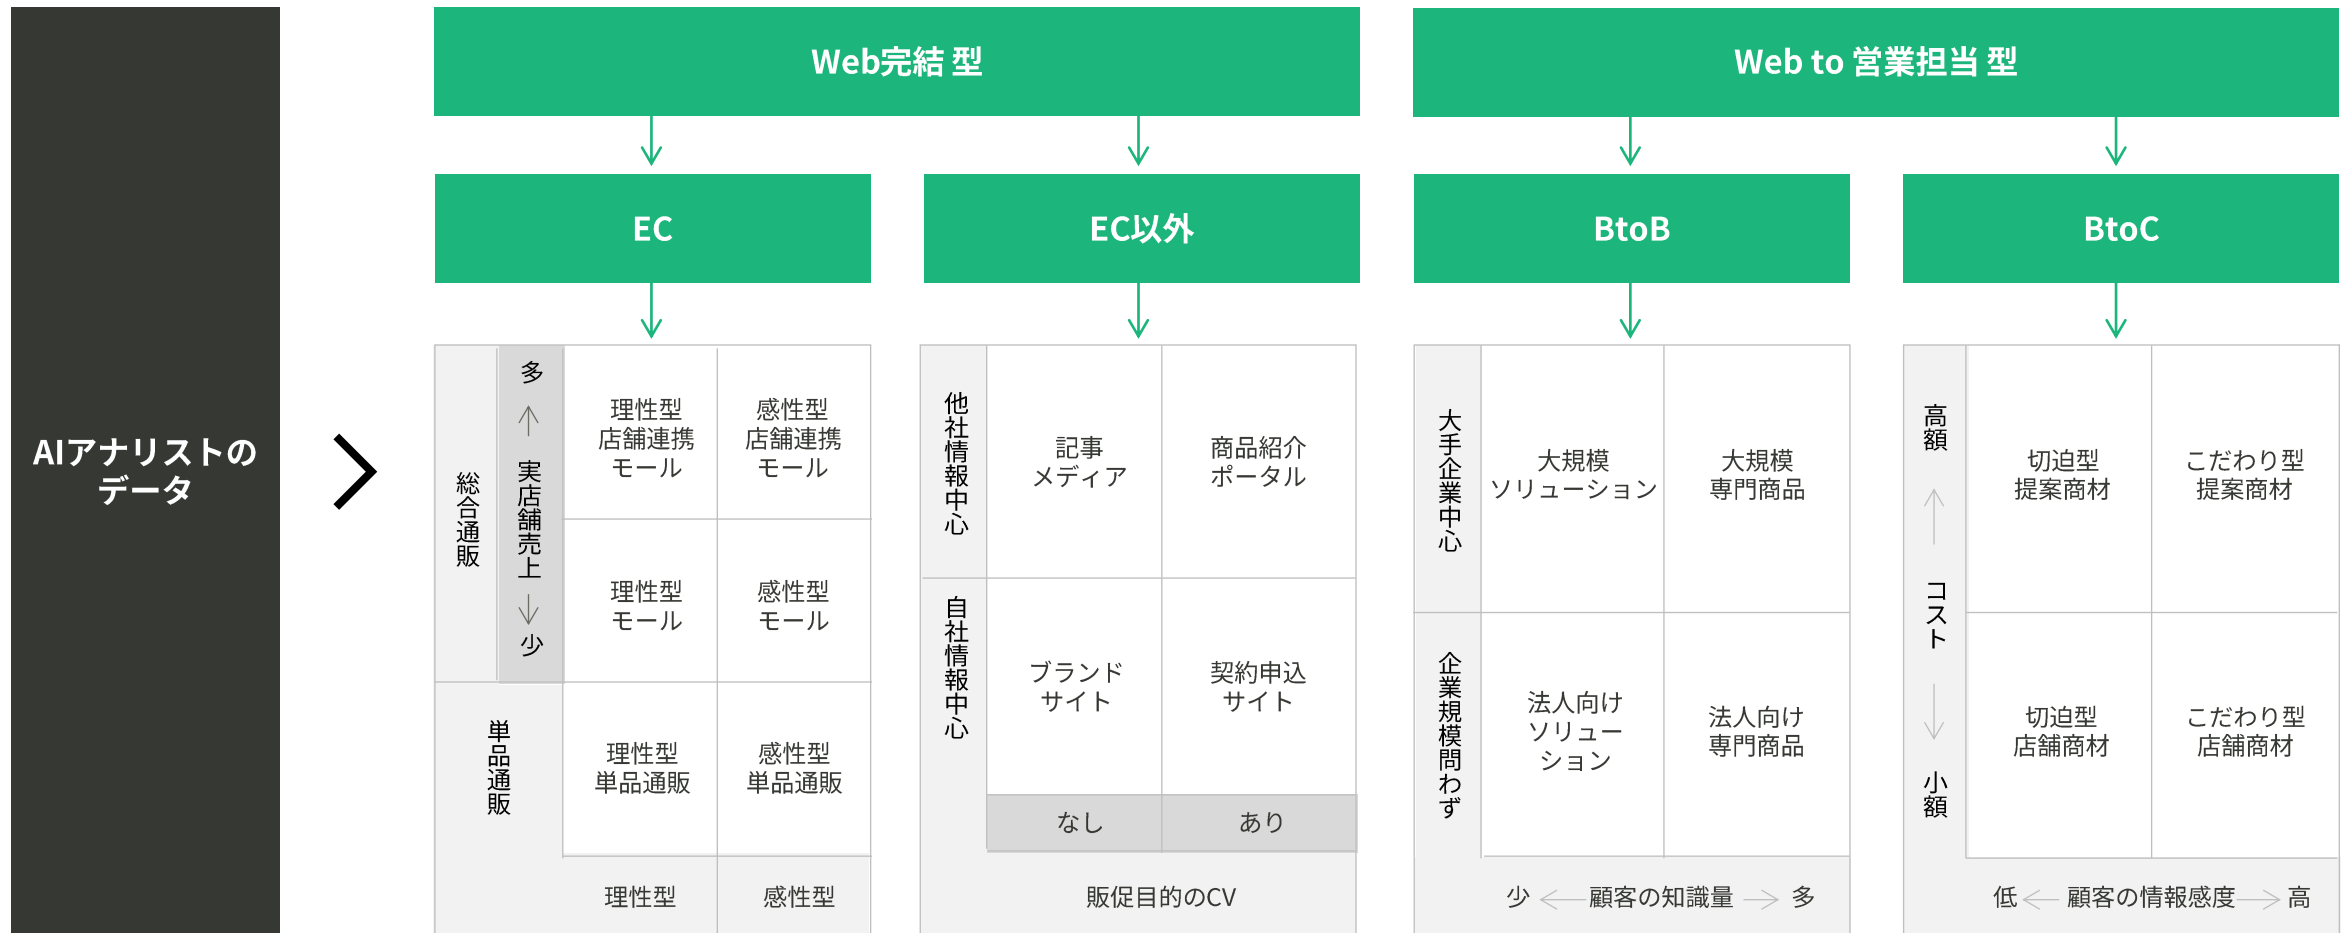 AIアナリストの
データ
Web完結 型
Web to 営業担当 型
EC
EC以外
BtoB
BtoC
総合通販
多
実店舗売上
少
理性型
店舗連携
モール
感性型
店舗連携
モール
理性型
モール
感性型
モール
単品通販
理性型
単品通販
感性型
単品通販
理性型
感性型
他社情報中心
記事
メディア
商品紹介
ポータル
自社情報中心
ブランド
サイト
契約申込
サイト
なし
あり
販促目的のCV
大手企業中心
大規模
ソリューション
大規模
専門商品
企業規模問わず
法人向け
ソリュー
ション
法人向け
専門商品
少
顧客の知識量
多
高額
コスト
小額
切迫型
提案商材
こだわり型
提案商材
切迫型
店舗商材
こだわり型
店舗商材
低
顧客の情報感度
高